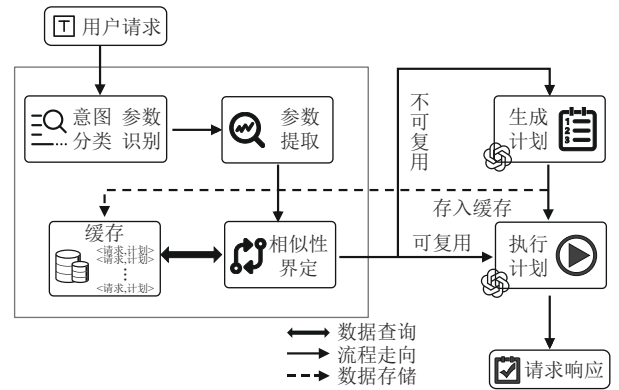 T 用户请求
意图 参数
分类 识别
参数
提取
不可复用
生成
计划
1
2
3
存入缓存
缓存
<请求,计划>
<请求,计划>
⋮
<请求,计划>
相似性
界定
可复用
执行
计划
数据查询
流程走向
数据存储
请求响应